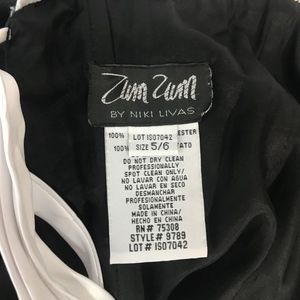 Zum Zum
BY NIKI LIVAS
100% LOT IS07042 ESTER
100% SIZE 5/6 TATO
DO NOT DRY CLEAN
PROFESSIONALLY
SPOT CLEAN ONLY/
NO LAVAR CON AGUA
NO LAVAR EN SECO
DESMANCHAR
PROFESIONALMENTE
SOLAMENTE
MADE IN CHINA/
HECHO EN CHINA
RN# 75308
STYLE# 9789
LOT # IS07042